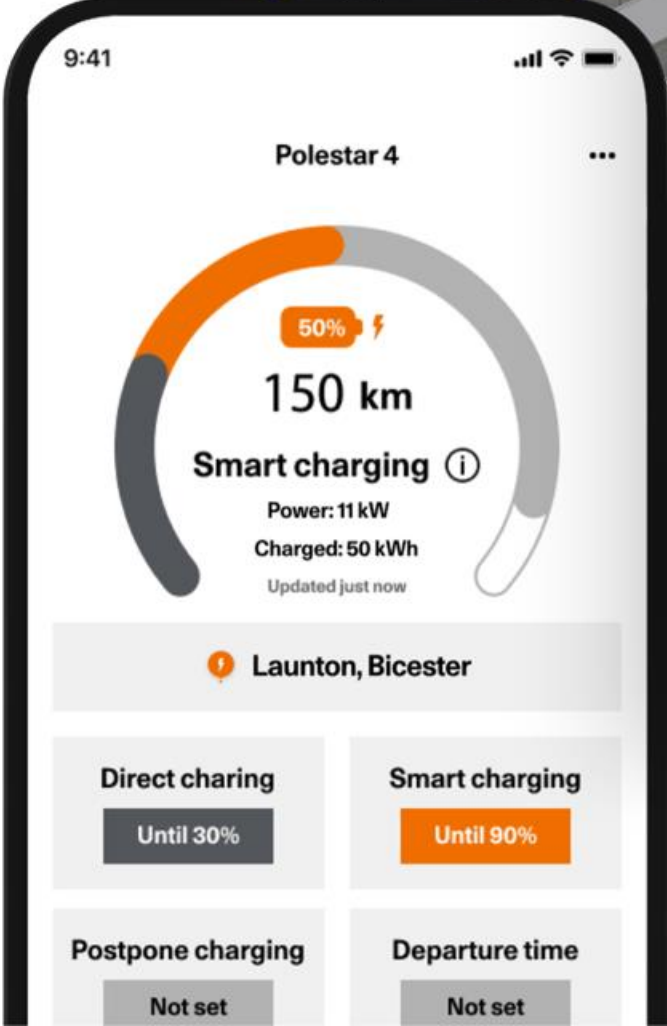 9:41
Polestar 4
50%
150 km
Smart charging
Power: 11 kW
Charged: 50 kWh
Updated just now
Launton, Bicester
Direct charing
Smart charging
Until 30%
Until 90%
Postpone charging
Departure time
Not set
Not set